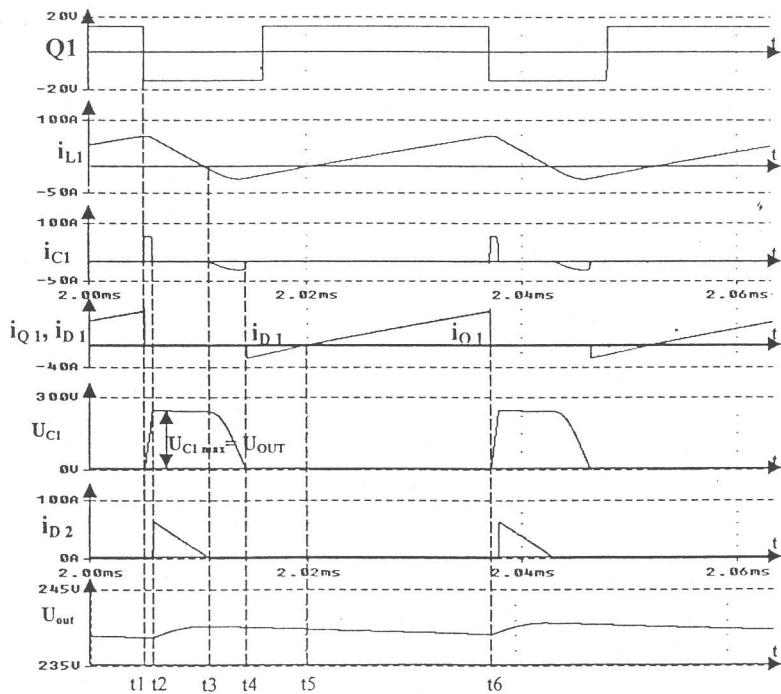 20V
Q1
t
-20V
100A
iL1
t
-50A
100A
iC1
t
-50A
2.00ms 2.02ms 2.04ms 2.06ms
iQ1, iD1
iD1
iQ1
t
-40A
300V
UC1
UC1 max= UOUT
t
0V
100A
iD2
t
0A
2.00ms 2.02ms 2.04ms 2.06ms
245V
Uout
t
235V
t1 t2 t3 t4 t5 t6